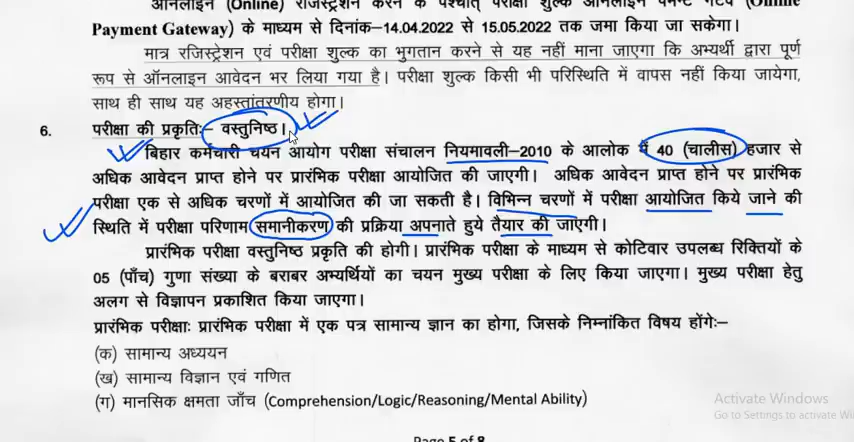 ऑनलाइन (Online) रजिस्ट्रेशन करने के पश्चात् परीक्षा शुल्क ऑनलाइन पेमेन्ट गेटवे (Online
Payment Gateway) के माध्यम से दिनांक–14.04.2022 से 15.05.2022 तक जमा किया जा सकेगा।
मात्र रजिस्ट्रेशन एवं परीक्षा शुल्क का भुगतान करने से यह नहीं माना जाएगा कि अभ्यर्थी द्वारा पूर्ण
रूप से ऑनलाइन आवेदन भर लिया गया है। परीक्षा शुल्क किसी भी परिस्थिति में वापस नहीं किया जायेगा,
साथ ही साथ यह अहस्तांतरणीय होगा।
6. परीक्षा की प्रकृतिः– वस्तुनिष्ठ।
बिहार कर्मचारी चयन आयोग परीक्षा संचालन नियमावली–2010 के आलोक में 40 (चालीस) हजार से
अधिक आवेदन प्राप्त होने पर प्रारंभिक परीक्षा आयोजित की जाएगी। अधिक आवेदन प्राप्त होने पर प्रारंभिक
परीक्षा एक से अधिक चरणों में आयोजित की जा सकती है। विभिन्न चरणों में परीक्षा आयोजित किये जाने की
स्थिति में परीक्षा परिणाम समानीकरण की प्रक्रिया अपनाते हुये तैयार की जाएगी।
प्रारंभिक परीक्षा वस्तुनिष्ठ प्रकृति की होगी। प्रारंभिक परीक्षा के माध्यम से कोटिवार उपलब्ध रिक्तियों के
05 (पाँच) गुणा संख्या के बराबर अभ्यर्थियों का चयन मुख्य परीक्षा के लिए किया जाएगा। मुख्य परीक्षा हेतु
अलग से विज्ञापन प्रकाशित किया जाएगा।
प्रारंभिक परीक्षाः प्रारंभिक परीक्षा में एक पत्र सामान्य ज्ञान का होगा, जिसके निम्नांकित विषय होंगेः–
(क) सामान्य अध्ययन
(ख) सामान्य विज्ञान एवं गणित
(ग) मानसिक क्षमता जाँच (Comprehension/Logic/Reasoning/Mental Ability)
Activate Windows
Go to Settings to activate Wi
Page 5 of 8